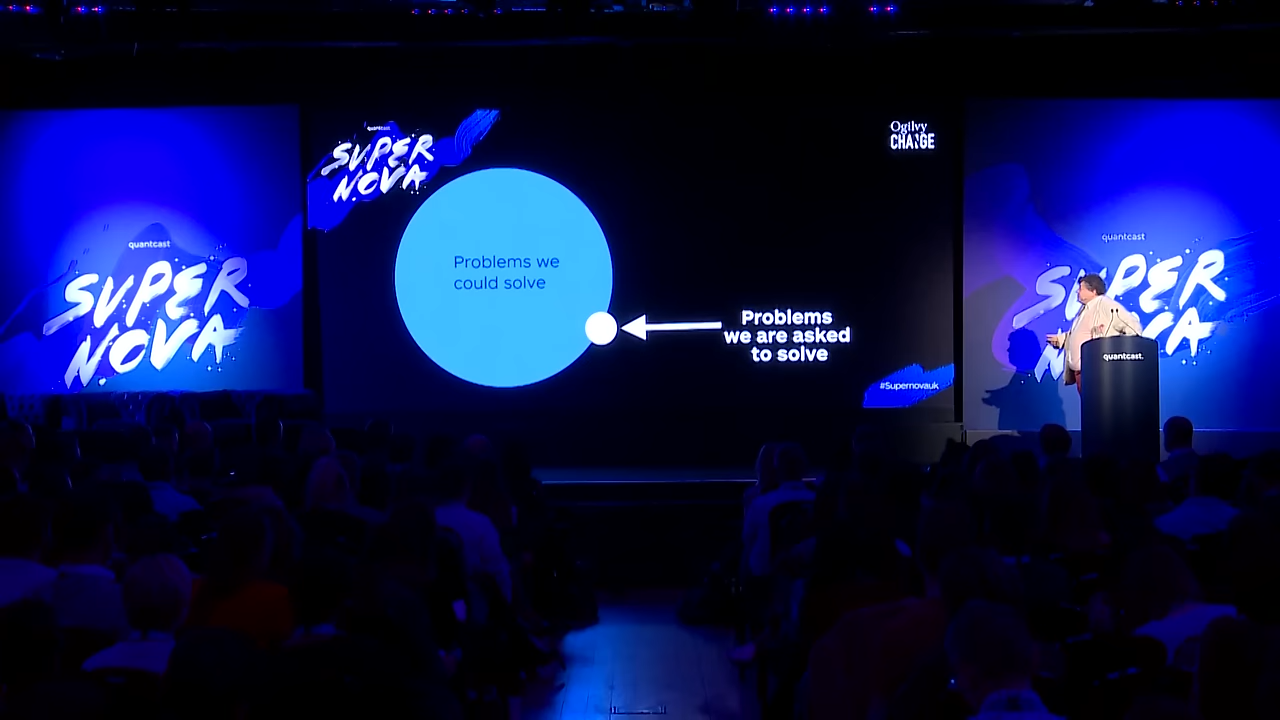 quantcast
SUPER
NOVA
quantcast
SUPER
NOVA
Problems we
could solve
Problems
we are asked
to solve
Ogilvy
CHANGE
#Supernovauk
quantcast
SUPER
NOVA
quantcast.